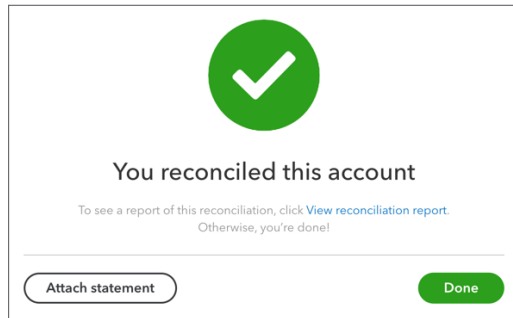 You reconciled this account
To see a report of this reconciliation, click View reconciliation report.
Otherwise, you're done!
Attach statement
Done